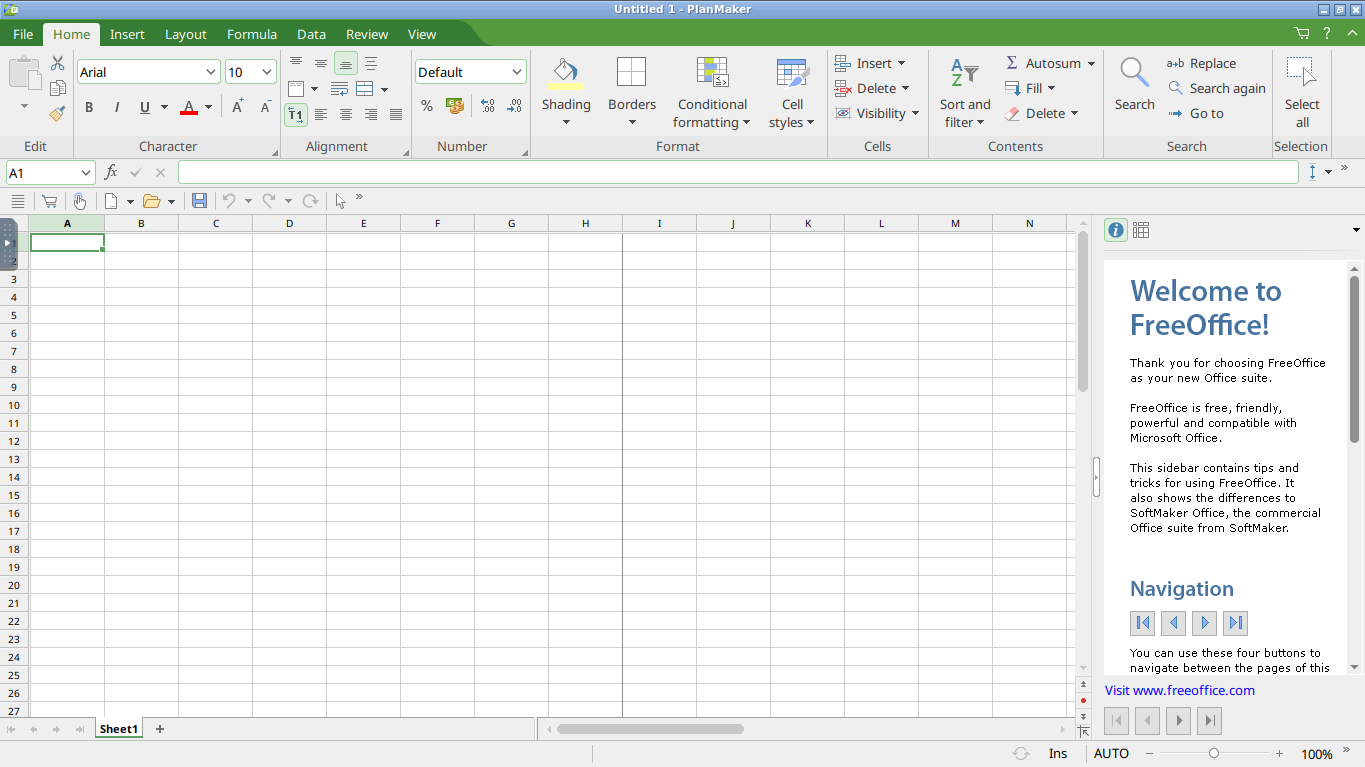 Untitled 1 - PlanMaker
File Home Insert Layout Formula Data Review View
Arial 10 Default
Insert Autosum Replace
Delete Fill Search again
Visibility Delete Go to
B I U A A A T1 %
Shading Borders Conditional formatting Cell styles Sort and filter Search Select all
Edit Character Alignment Number Format Cells Contents Search Selection
A1 fx
A B C D E F G H I J K L M N
1
2
3
4
5
6
7
8
9
10
11
12
13
14
15
16
17
18
19
20
21
22
23
24
25
26
27
Welcome to
FreeOffice!
Thank you for choosing FreeOffice
as your new Office suite.
FreeOffice is free, friendly,
powerful and compatible with
Microsoft Office.
This sidebar contains tips and
tricks for using FreeOffice. It
also shows the differences to
SoftMaker Office, the commercial
Office suite from SoftMaker.
Navigation
You can use these four buttons to
navigate between the pages of this
Visit www.freeoffice.com
Sheet1
Ins AUTO 100%